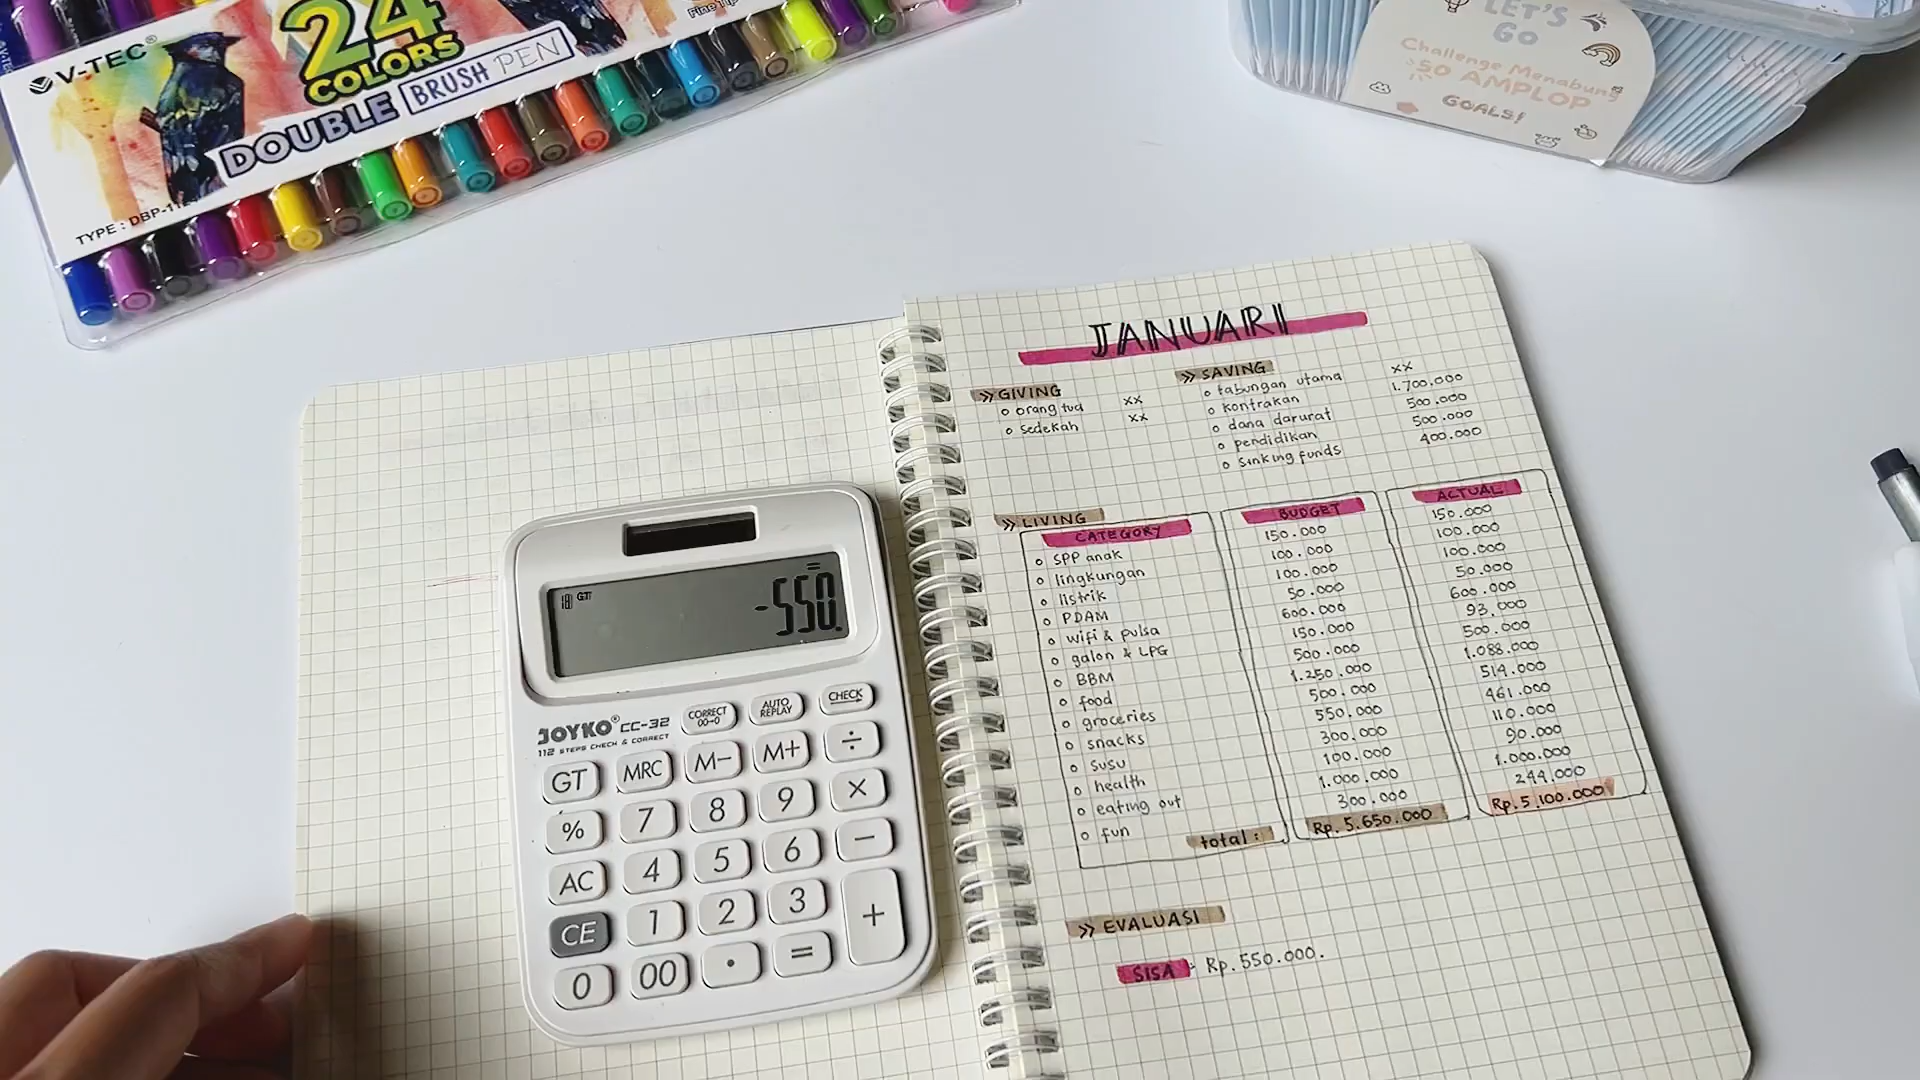 V-TEC®
24
COLORS
DOUBLE BRUSH PEN
Fine Tip
TYPE : DBP-112
LET'S
GO
Challenge Menabung
50 AMPLOP
GOALS!
JANUARI
>> GIVING
o orang tua xx
o sedekah xx
>> SAVING
o tabungan utama xx
o kontrakan 1.700.000
o dana darurat 500.000
o pendidikan 500.000
o sinking funds 400.000
>> LIVING
CATEGORY BUDGET ACTUAL
o SPP anak 150.000 150.000
o lingkungan 100.000 100.000
o listrik 100.000 100.000
o PDAM 50.000 50.000
o wifi & pulsa 600.000 600.000
o galon & LPG 150.000 93.000
o BBM 500.000 500.000
o food 1.250.000 1.088.000
o groceries 500.000 514.000
o snacks 550.000 461.000
o susu 300.000 110.000
o health 100.000 90.000
o eating out 1.000.000 1.000.000
o fun 300.000 244.000
total : Rp. 5.650.000 Rp. 5.100.000
>> EVALUASI
SISA : Rp. 550.000.
GT =
-550.
JOYKO® CC-32
112 STEPS CHECK & CORRECT
CORRECT 00→0
AUTO REPLAY
CHECK
GT MRC M− M+ ÷
% 7 8 9 ×
AC 4 5 6 −
CE 1 2 3 +
0 00 • =